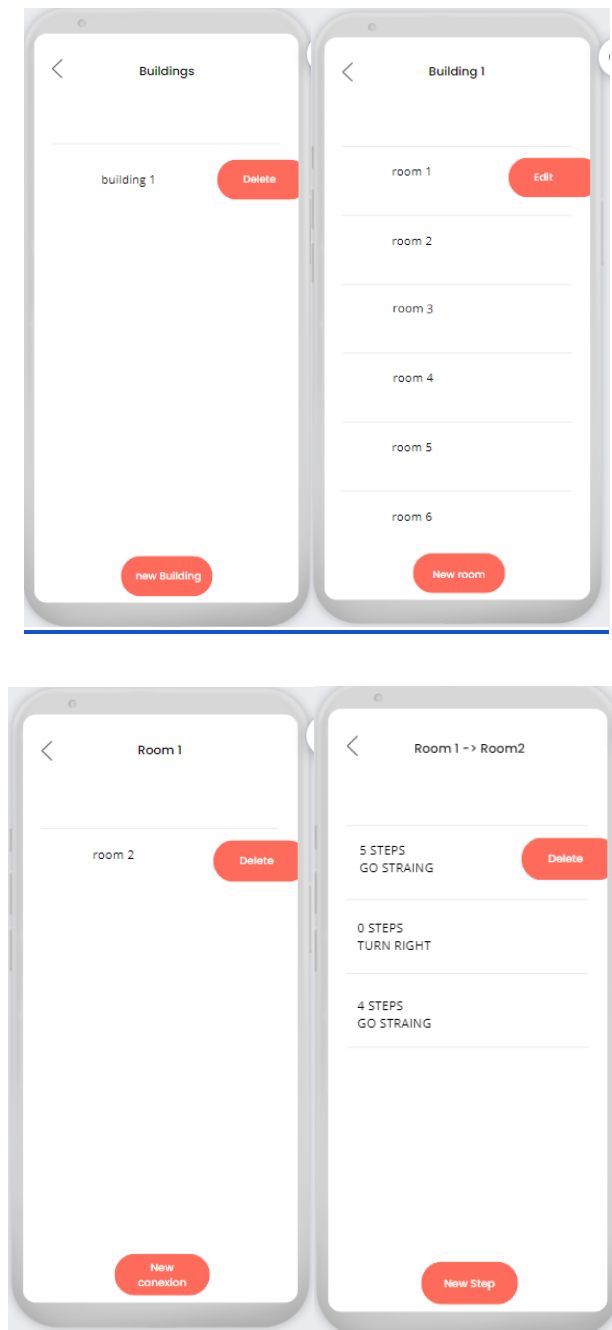 Buildings
building 1
Delete
new Building
Building 1
room 1
Edit
room 2
room 3
room 4
room 5
room 6
New room
Room 1
room 2
Delete
New
conexion
Room 1 -> Room2
5 STEPS
GO STRAING
Delete
0 STEPS
TURN RIGHT
4 STEPS
GO STRAING
New Step